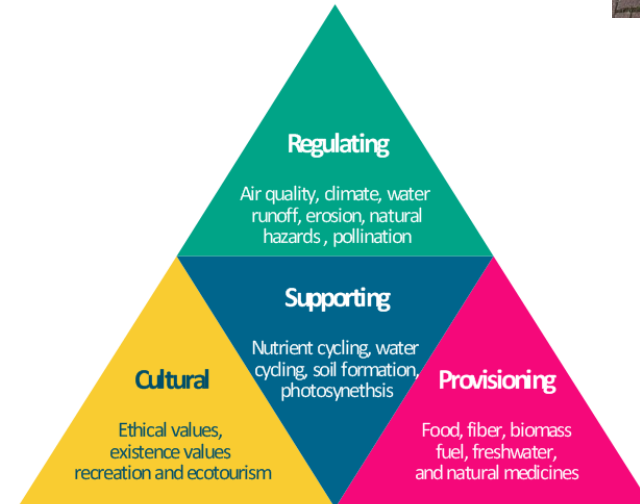 Regulating
Air quality, climate, water
runoff, erosion, natural
hazards , pollination
Supporting
Nutrient cycling, water
cycling, soil formation,
photosynethsis
Cultural
Ethical values,
existence values
recreation and ecotourism
Provisioning
Food, fiber, biomass
fuel, freshwater,
and natural medicines